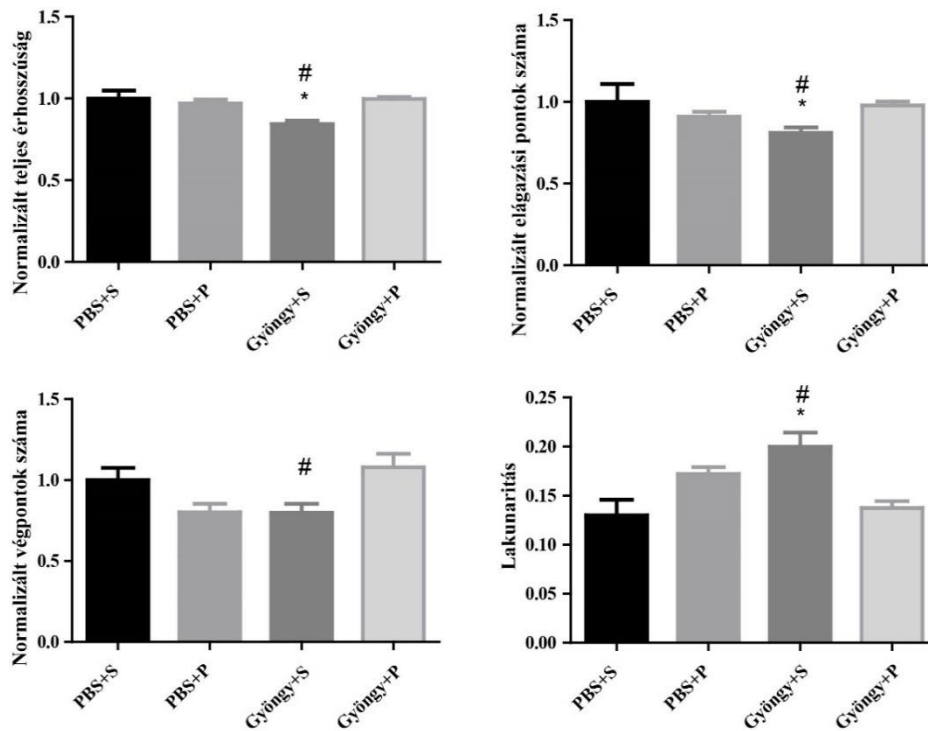 Normalizált teljes érhosszúság
1.5
1.0
0.5
0.0
#
*
PBS+S
PBS+P
Gyöngy+S
Gyöngy+P
Normalizált elágazási pontok száma
1.5
1.0
0.5
0.0
#
*
PBS+S
PBS+P
Gyöngy+S
Gyöngy+P
Normalizált végpontok száma
1.5
1.0
0.5
0.0
#
PBS+S
PBS+P
Gyöngy+S
Gyöngy+P
Lakunaritás
0.25
0.20
0.15
0.10
0.05
0.00
#
*
PBS+S
PBS+P
Gyöngy+S
Gyöngy+P